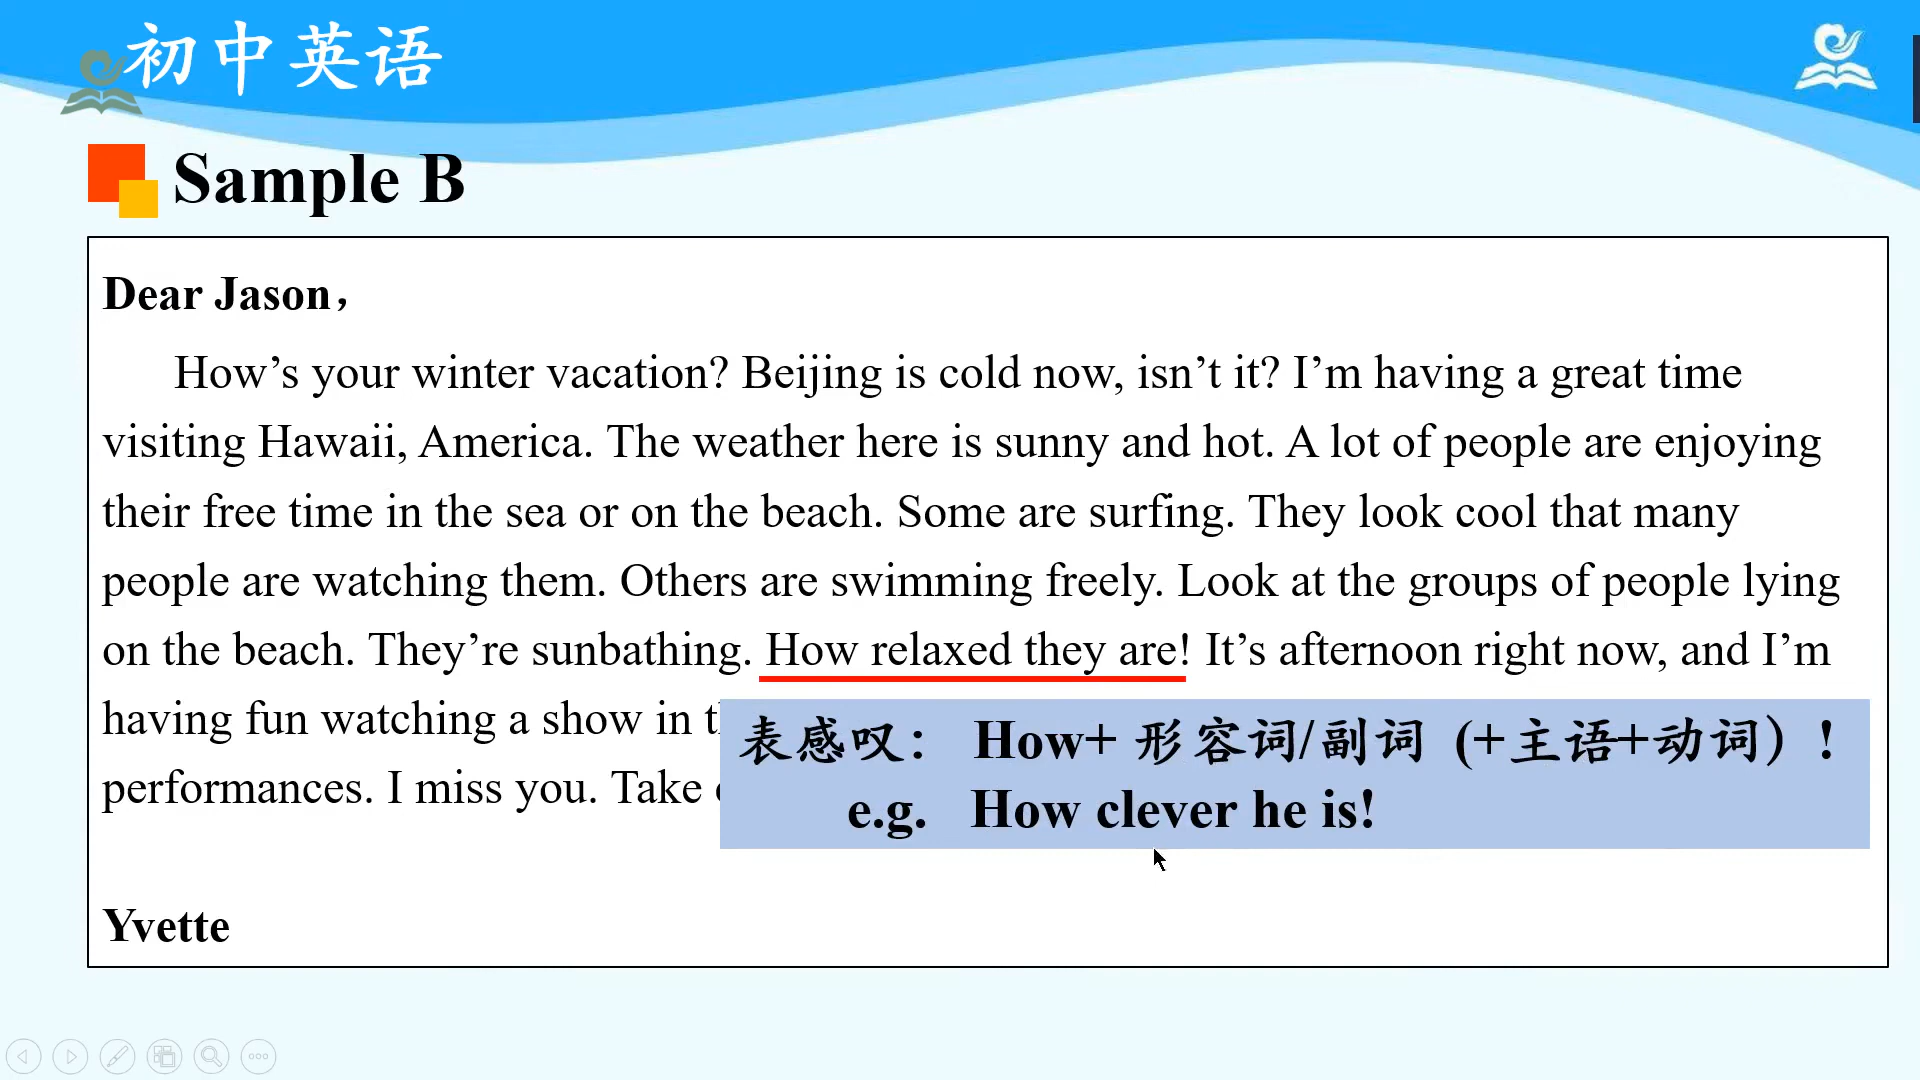 初中英语
Sample B
Dear Jason，
How’s your winter vacation? Beijing is cold now, isn’t it? I’m having a great time
visiting Hawaii, America. The weather here is sunny and hot. A lot of people are enjoying
their free time in the sea or on the beach. Some are surfing. They look cool that many
people are watching them. Others are swimming freely. Look at the groups of people lying
on the beach. They’re sunbathing. How relaxed they are! It’s afternoon right now, and I’m
having fun watching a show in
performances. I miss you. Take
表感叹： How+ 形容词/副词 (+主语+动词）!
e.g. How clever he is!
Yvette